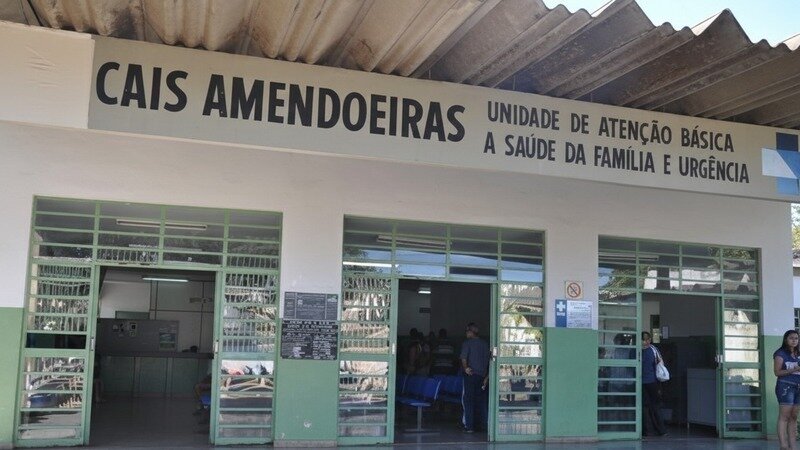 CAIS AMENDOEIRAS
UNIDADE DE ATENÇÃO BÁSICA
A SAÚDE DA FAMÍLIA E URGÊNCIA